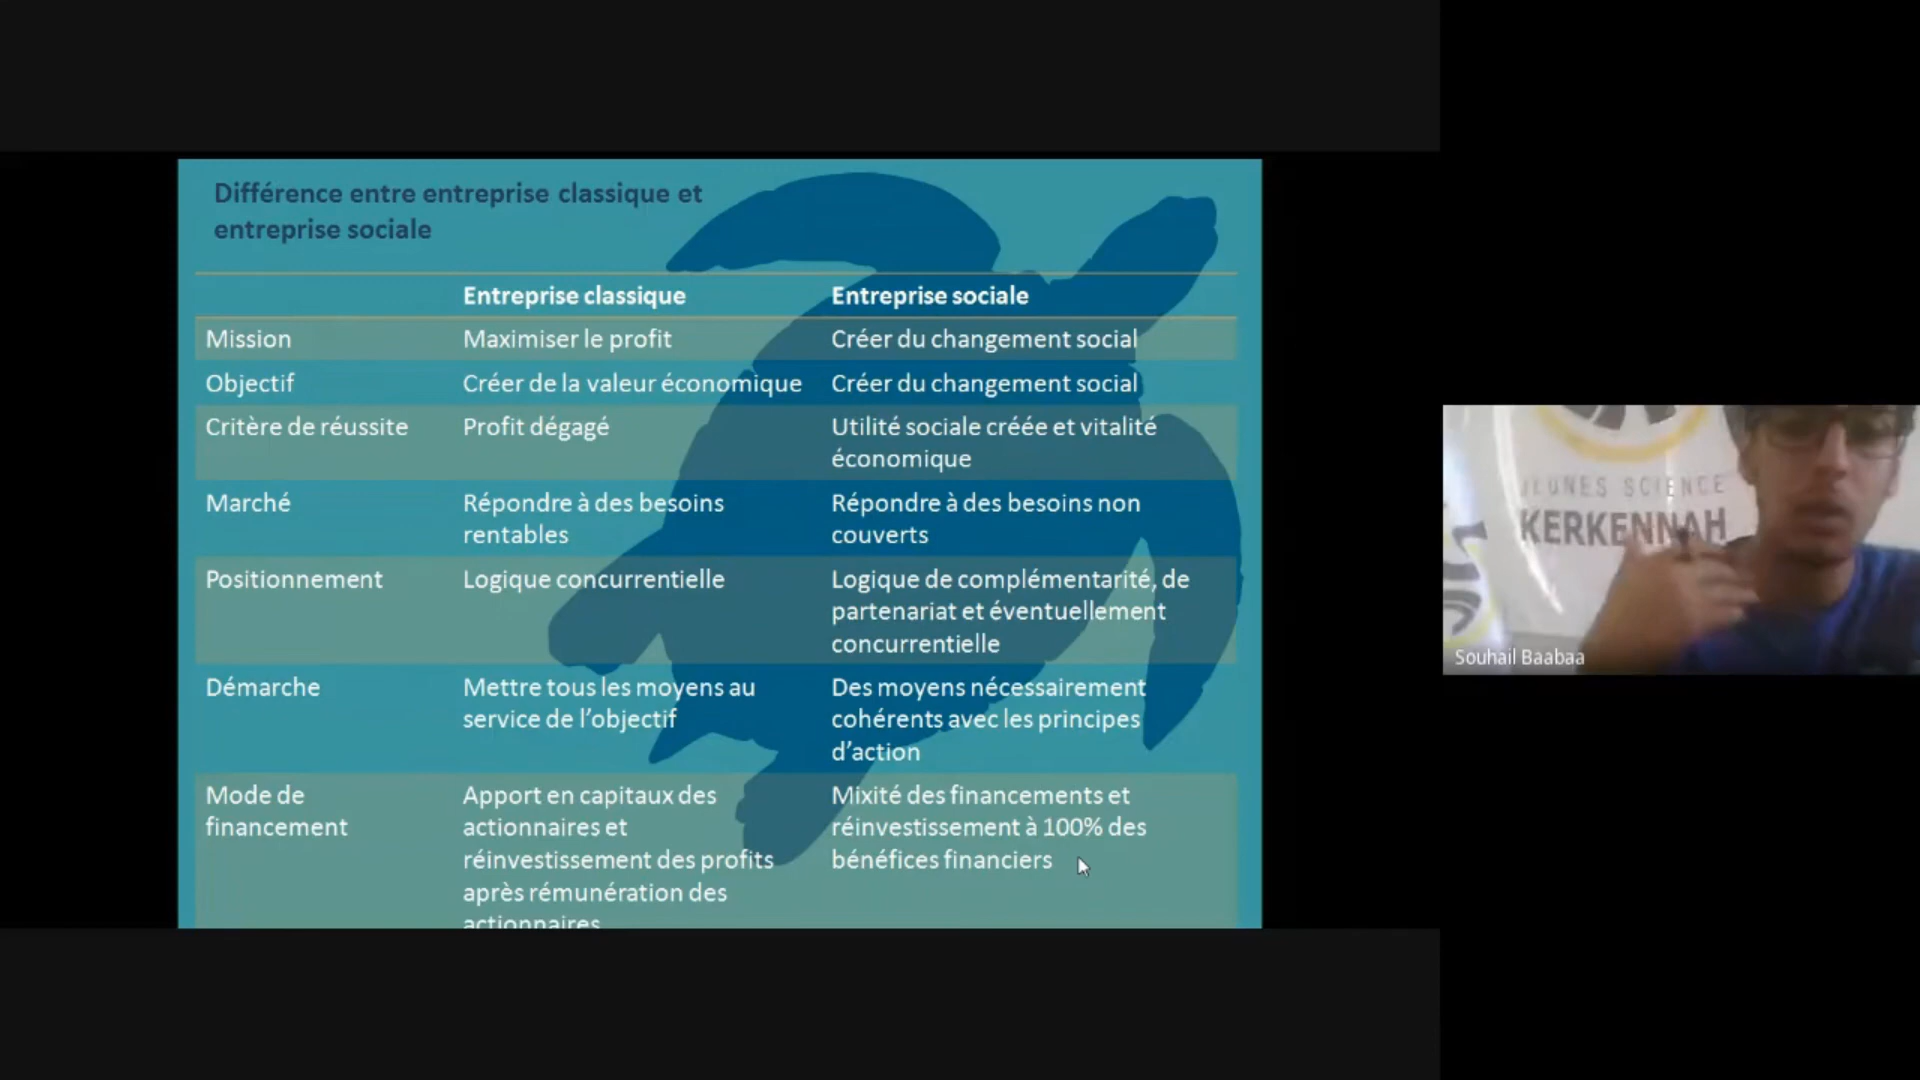 Différence entre entreprise classique et
entreprise sociale
Entreprise classique
Entreprise sociale
Mission
Maximiser le profit
Créer du changement social
Objectif
Créer de la valeur économique
Créer du changement social
Critère de réussite
Profit dégagé
Utilité sociale créée et vitalité
économique
Marché
Répondre à des besoins
rentables
Répondre à des besoins non
couverts
Positionnement
Logique concurrentielle
Logique de complémentarité, de
partenariat et éventuellement
concurrentielle
Démarche
Mettre tous les moyens au
service de l’objectif
Des moyens nécessairement
cohérents avec les principes
d’action
Mode de
financement
Apport en capitaux des
actionnaires et
réinvestissement des profits
après rémunération des
actionnaires
Mixité des financements et
réinvestissement à 100% des
bénéfices financiers
JEUNES SCIENCE
KERKENNAH
Souhail Baabaa